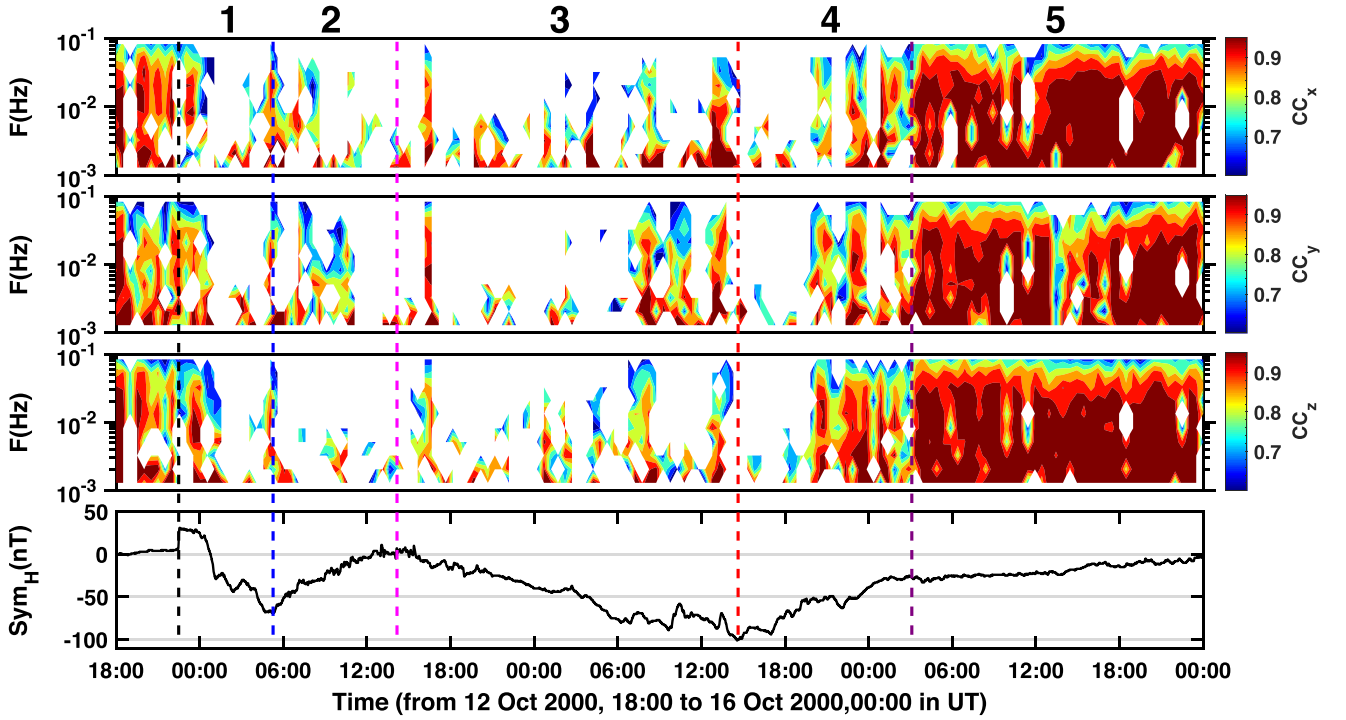 1 2 3 4 5
10⁻¹
10⁻²
10⁻³
F(Hz)
0.9
0.8
0.7
CCₓ
10⁻¹
10⁻²
10⁻³
F(Hz)
0.9
0.8
0.7
CCy
10⁻¹
10⁻²
10⁻³
F(Hz)
0.9
0.8
0.7
CCz
50
0
-50
-100
SymH(nT)
18:00 00:00 06:00 12:00 18:00 00:00 06:00 12:00 18:00 00:00 06:00 12:00 18:00 00:00
Time (from 12 Oct 2000, 18:00 to 16 Oct 2000,00:00 in UT)